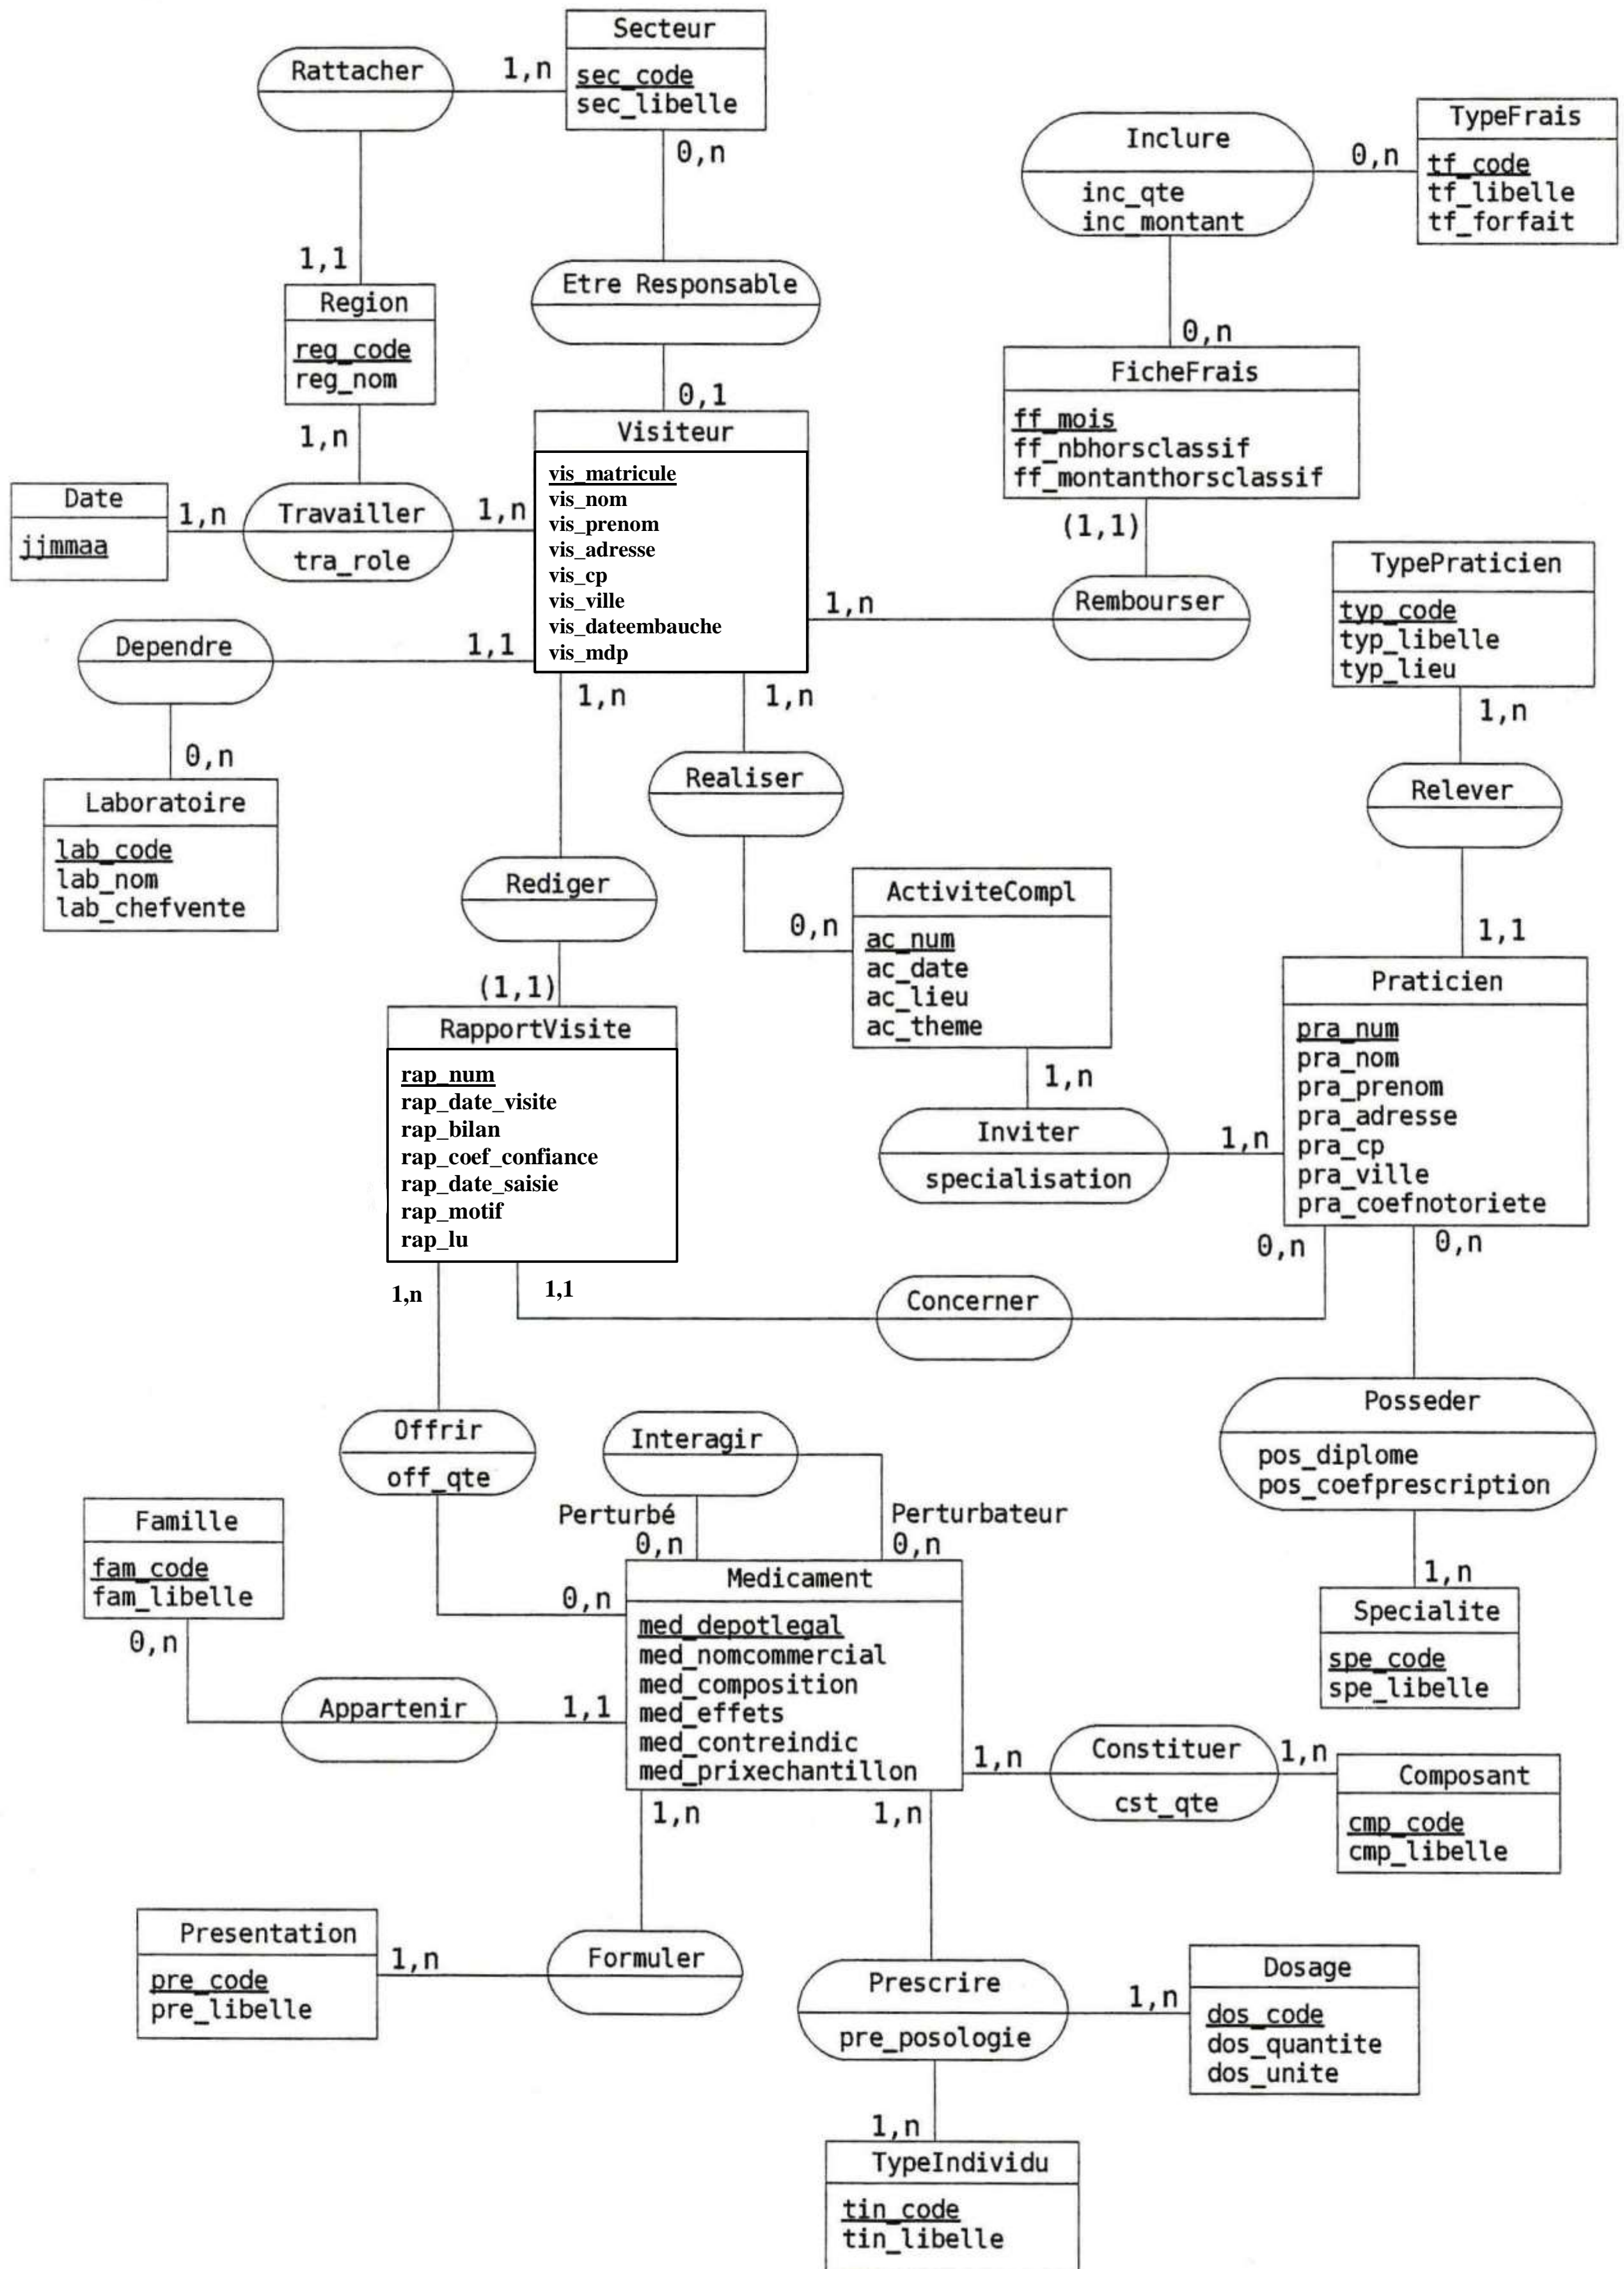 Secteur
sec_code
sec_libelle
Rattacher
1,n
0,n
1,1
Inclure
inc_qte
inc_montant
0,n
TypeFrais
tf_code
tf_libelle
tf_forfait
Etre Responsable
0,1
Region
reg_code
reg_nom
1,n
0,n
FicheFrais
ff_mois
ff_nbhorsclassif
ff_montanthorsclassif
(1,1)
Date
jjmmaa
1,n
Travailler
tra_role
1,n
Visiteur
vis_matricule
vis_nom
vis_prenom
vis_adresse
vis_cp
vis_ville
vis_dateembauche
vis_mdp
1,n
Rembourser
TypePraticien
typ_code
typ_libelle
typ_lieu
1,n
Dependre
1,1
0,n
Laboratoire
lab_code
lab_nom
lab_chefvente
1,n
1,n
Realiser
Relever
1,1
Rediger
(1,1)
0,n
ActiviteCompl
ac_num
ac_date
ac_lieu
ac_theme
1,n
Praticien
pra_num
pra_nom
pra_prenom
pra_adresse
pra_cp
pra_ville
pra_coefnotoriete
RapportVisite
rap_num
rap_date_visite
rap_bilan
rap_coef_confiance
rap_date_saisie
rap_motif
rap_lu
Inviter
specialisation
1,n
0,n
0,n
1,n
1,1
Concerner
Offrir
off_qte
Interagir
Perturbé
0,n
Perturbateur
0,n
Posseder
pos_diplome
pos_coefprescription
1,n
Famille
fam_code
fam_libelle
0,n
0,n
Medicament
med_depotlegal
med_nomcommercial
med_composition
med_effets
med_contreindic
med_prixechantillon
Specialite
spe_code
spe_libelle
Appartenir
1,1
1,n
Constituer
cst_qte
1,n
Composant
cmp_code
cmp_libelle
1,n
1,n
Presentation
pre_code
pre_libelle
1,n
Formuler
Prescrire
pre_posologie
1,n
Dosage
dos_code
dos_quantite
dos_unite
1,n
TypeIndividu
tin_code
tin_libelle